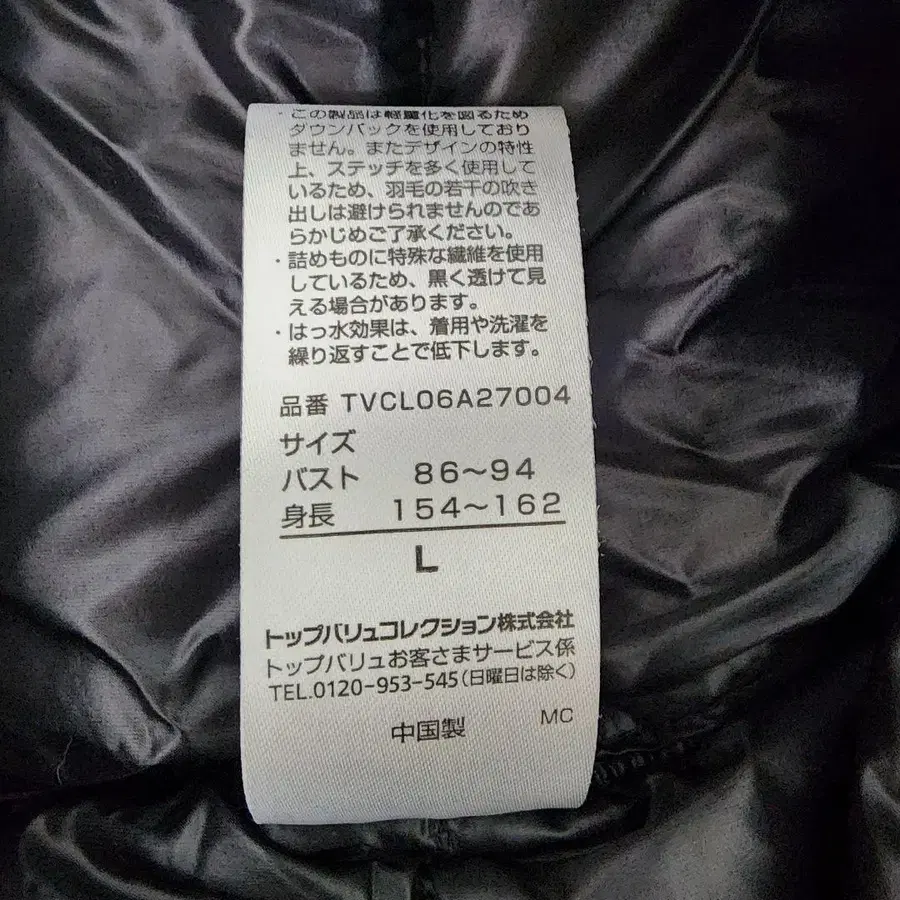 ・この製品は軽量化を図るため
ダウンパックを使用しており
ません。またデザインの特性
上、ステッチを多く使用して
いるため、羽毛の若干の吹き
出しは避けられませんのであ
らかじめご了承ください。
・詰めものに特殊な繊維を使用
しているため、黒く透けて見
える場合があります。
・はっ水効果は、着用や洗濯を
繰り返すことで低下します。
品番 TVCL06A27004
サイズ
バスト 86〜94
身長 154〜162
L
トップバリュコレクション株式会社
トップバリュお客さまサービス係
TEL.0120-953-545(日曜日は除く)
中国製 MC